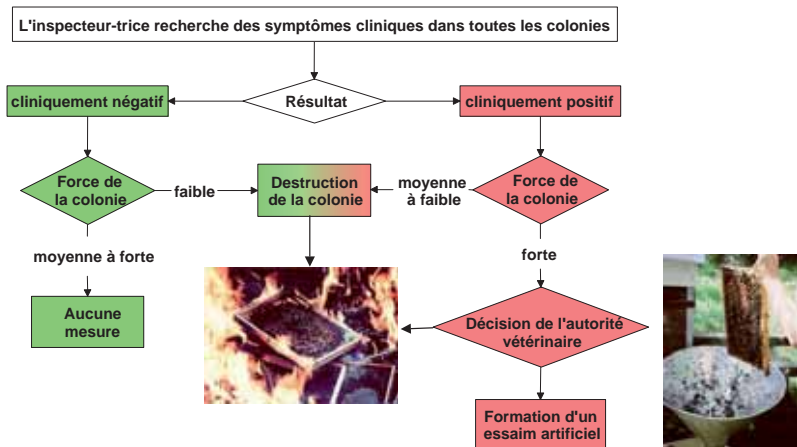 L'inspecteur-trice recherche des symptômes cliniques dans toutes les colonies
cliniquement négatif
Résultat
cliniquement positif
Force de
la colonie
faible
Destruction
de la colonie
moyenne
à faible
Force de
la colonie
moyenne à forte
forte
Aucune
mesure
Décision de l'autorité
vétérinaire
Formation d'un
essaim artificiel